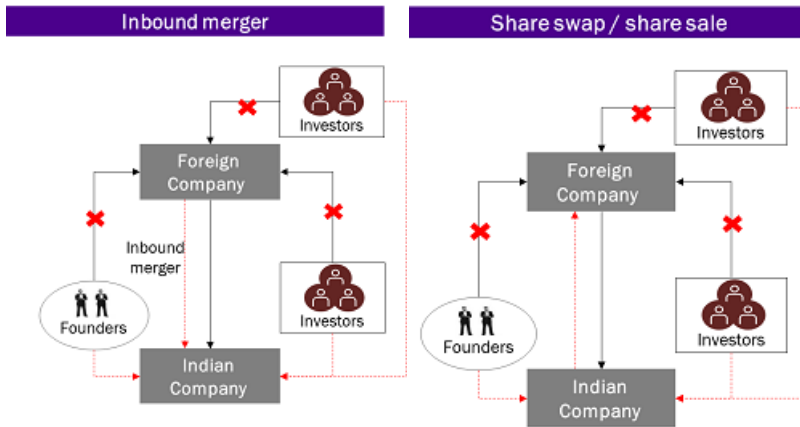 Inbound merger
Investors
Foreign
Company
Inbound
merger
Founders
Investors
Indian
Company
Share swap / share sale
Investors
Foreign
Company
Founders
Investors
Indian
Company